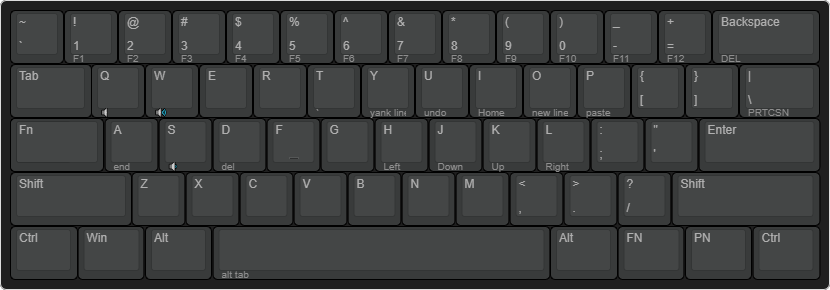 ~ ! @ # $ % ^ & * ( ) _ + Backspace
` 1 2 3 4 5 6 7 8 9 0 - =
F1 F2 F3 F4 F5 F6 F7 F8 F9 F10 F11 F12 DEL
Tab Q W E R T Y U I O P { } |
[ ] \
` yank line undo Home new line paste PRTCSN
Fn A S D F G H J K L : " Enter
; '
end del _ Left Down Up Right
Shift Z X C V B N M < > ? Shift
, . /
Ctrl Win Alt Alt FN PN Ctrl
alt tab